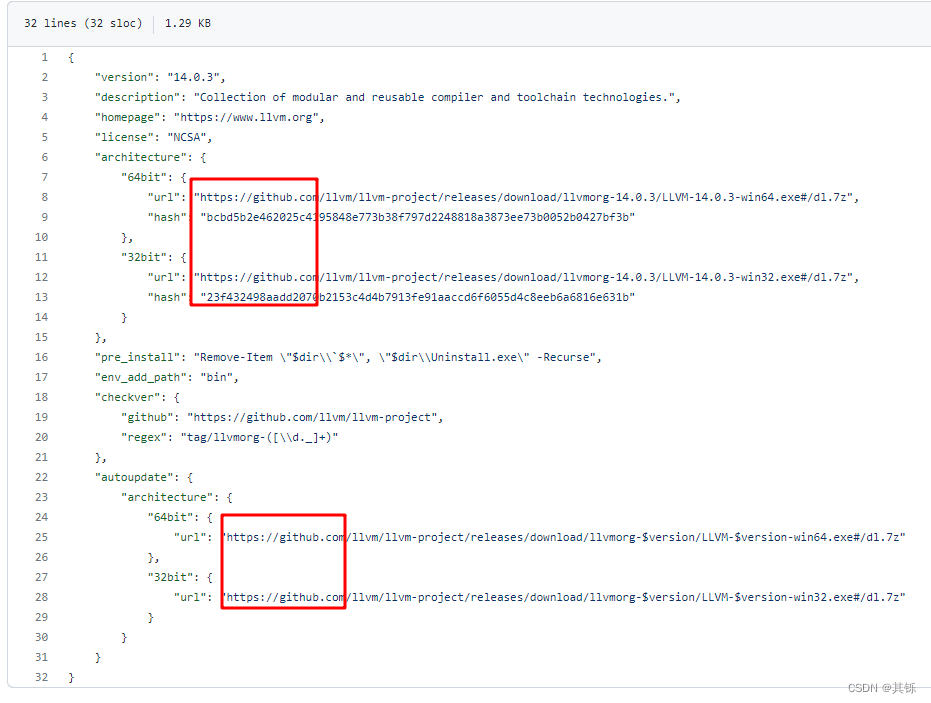 32 lines (32 sloc) 1.29 KB
1 {
2 "version": "14.0.3",
3 "description": "Collection of modular and reusable compiler and toolchain technologies.",
4 "homepage": "https://www.llvm.org",
5 "license": "NCSA",
6 "architecture": {
7 "64bit": {
8 "url": "https://github.com/llvm/llvm-project/releases/download/llvmorg-14.0.3/LLVM-14.0.3-win64.exe#/dl.7z",
9 "hash": "bcbd5b2e462025c4195848e773b38f797d2248818a3873ee73b0052b0427bf3b"
10 },
11 "32bit": {
12 "url": "https://github.com/llvm/llvm-project/releases/download/llvmorg-14.0.3/LLVM-14.0.3-win32.exe#/dl.7z",
13 "hash": "23f432498aadd2070b2153c4d4b7913fe91aaccd6f6055d4c8eeb6a6816e631b"
14 }
15 },
16 "pre_install": "Remove-Item \"$dir\\`$*\", \"$dir\\Uninstall.exe\" -Recurse",
17 "env_add_path": "bin",
18 "checkver": {
19 "github": "https://github.com/llvm/llvm-project",
20 "regex": "tag/llvmorg-([\\d._]+)"
21 },
22 "autoupdate": {
23 "architecture": {
24 "64bit": {
25 "url": "https://github.com/llvm/llvm-project/releases/download/llvmorg-$version/LLVM-$version-win64.exe#/dl.7z"
26 },
27 "32bit": {
28 "url": "https://github.com/llvm/llvm-project/releases/download/llvmorg-$version/LLVM-$version-win32.exe#/dl.7z"
29 }
30 }
31 }
32 }
CSDN @其铄